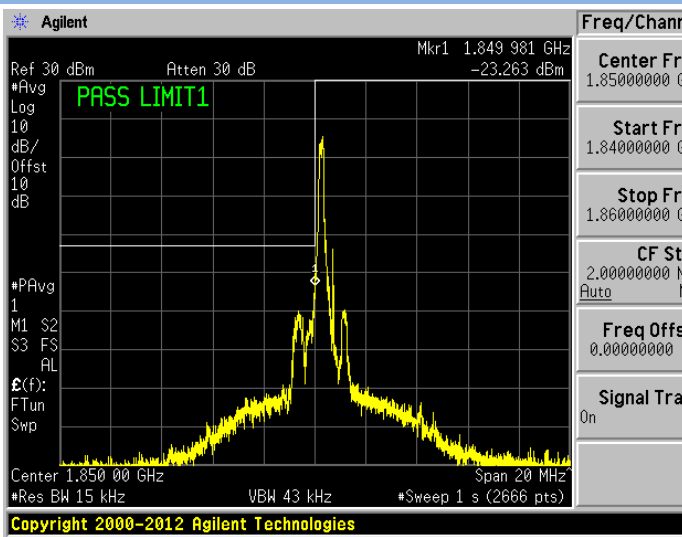 Agilent
Freq/Chann
Mkr1 1.849 981 GHz
Ref 30 dBm Atten 30 dB -23.263 dBm
#Avg
Log
10
dB/
Offst
10
dB
PASS LIMIT1
1
#PAvg
1
M1 S2
S3 FS
AL
£(f):
FTun
Swp
Center 1.850 00 GHz Span 20 MHz
#Res BW 15 kHz VBW 43 kHz #Sweep 1 s (2666 pts)
Copyright 2000-2012 Agilent Technologies
Center Fr
1.85000000 G
Start Fr
1.84000000 G
Stop Fr
1.86000000 G
CF St
2.00000000 M
Auto
Freq Offs
0.00000000
Signal Tra
On